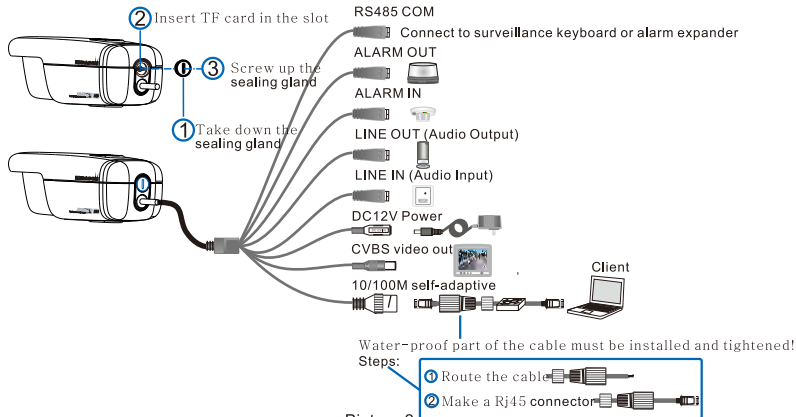 RS485 COM
② Insert TF card in the slot
Connect to surveillance keyboard or alarm expander
ALARM OUT
③ Screw up the
sealing gland
ALARM IN
① Take down the
sealing gland
LINE OUT (Audio Output)
LINE IN (Audio Input)
DC12V Power
CVBS video out
Client
10/100M self-adaptive
Water-proof part of the cable must be installed and tightened!
Steps:
① Route the cable
② Make a Rj45 connector